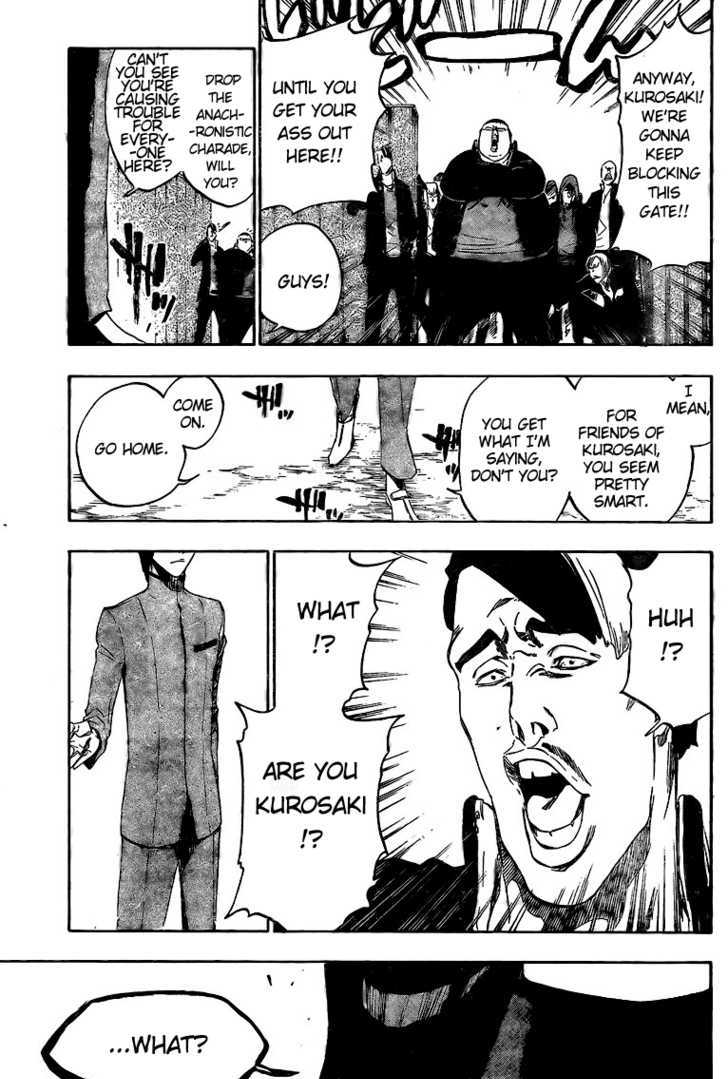 ANYWAY,
KUROSAKI!
WE'RE
GONNA
KEEP
BLOCKING
THIS
GATE!!
UNTIL YOU
GET YOUR
ASS OUT
HERE!!
GUYS!
DROP
THE
ANACH-
-RONISTIC
CHARADE,
WILL
YOU?
CAN'T
YOU SEE
YOU'RE
CAUSING
TROUBLE
FOR
EVERY-
-ONE
HERE?
I
MEAN,
FOR
FRIENDS OF
KUROSAKI,
YOU SEEM
PRETTY
SMART.
YOU GET
WHAT I'M
SAYING,
DON'T YOU?
COME
ON.
GO HOME.
HUH
!?
WHAT
!?
ARE YOU
KUROSAKI
!?
...WHAT?